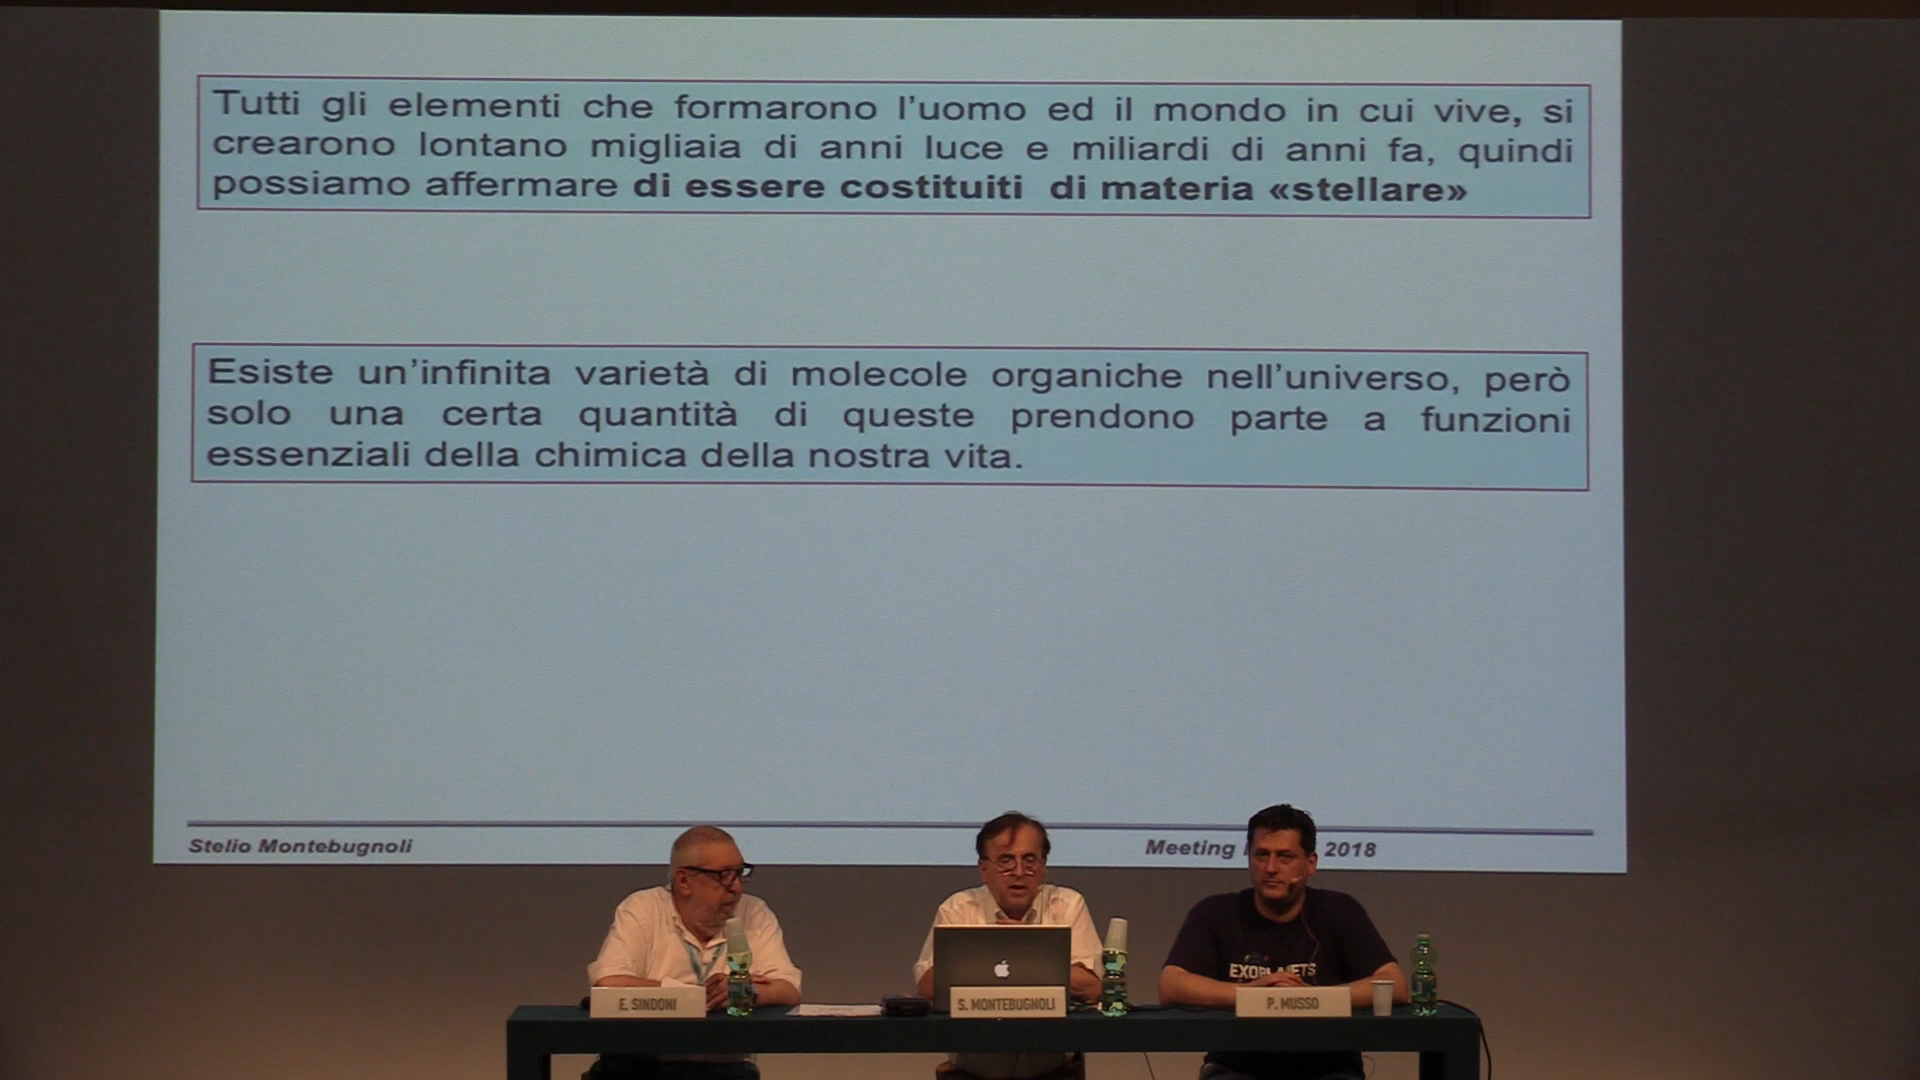 Tutti gli elementi che formarono l'uomo ed il mondo in cui vive, si
crearono lontano migliaia di anni luce e miliardi di anni fa, quindi
possiamo affermare di essere costituiti di materia «stellare»
Esiste un'infinita varietà di molecole organiche nell'universo, però
solo una certa quantità di queste prendono parte a funzioni
essenziali della chimica della nostra vita.
Stelio Montebugnoli
Meeting 2018
E. SINDONI
S. MONTEBUGNOLI
P. MUSSO